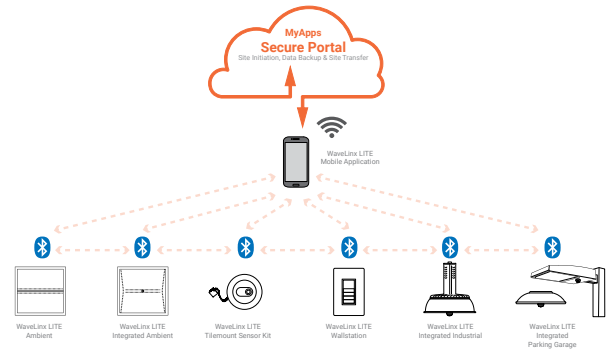 MyApps
Secure Portal
Site Initiation, Data Backup & Site Transfer
WaveLinx LITE
Mobile Application
WaveLinx LITE
Ambient
WaveLinx LITE
Integrated Ambient
WaveLinx LITE
Tilemount Sensor Kit
WaveLinx LITE
Wallstation
WaveLinx LITE
Integrated Industrial
WaveLinx LITE
Integrated
Parking Garage